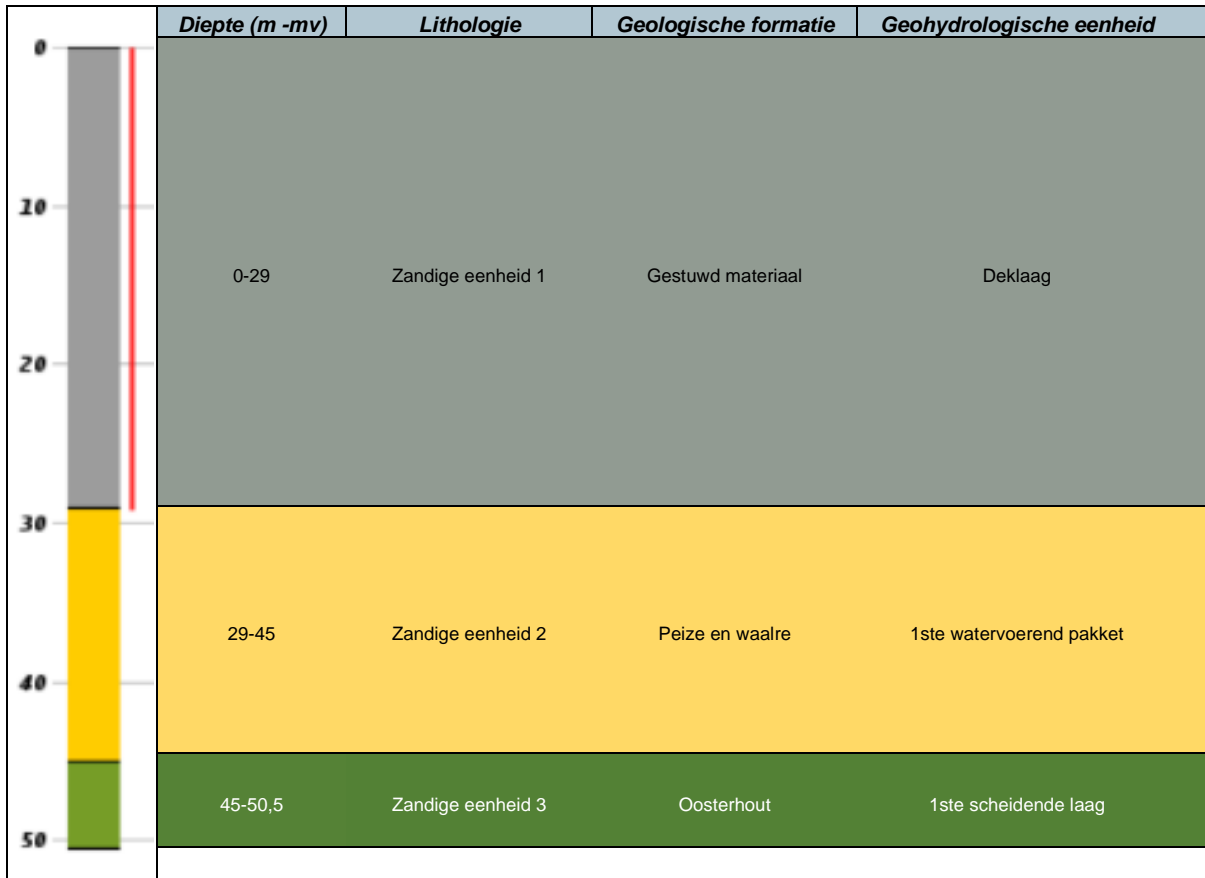 Diepte (m -mv) Lithologie Geologische formatie Geohydrologische eenheid
0
10
0-29 Zandige eenheid 1 Gestuwd materiaal Deklaag
20
30
29-45 Zandige eenheid 2 Peize en waalre 1ste watervoerend pakket
40
45-50,5 Zandige eenheid 3 Oosterhout 1ste scheidende laag
50